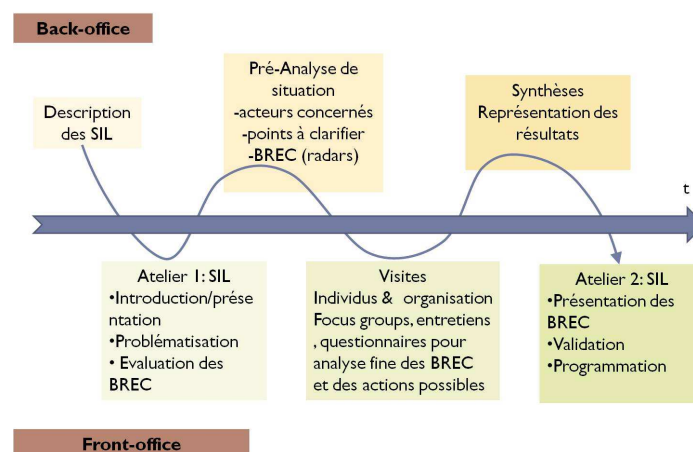 Back-office
Description
des SIL
Pré-Analyse de
situation
-acteurs concernés
-points à clarifier
-BREC (radars)
Synthèses
Représentation des
résultats
t
Atelier 1: SIL
•Introduction/prése
ntation
•Problématisation
• Evaluation des
BREC
Visites
Individus & organisation
Focus groups, entretiens
, questionnaires pour
analyse fine des BREC
et des actions possibles
Atelier 2: SIL
•Présentation des
BREC
•Validation
•Programmation
Front-office